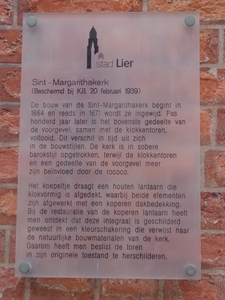 stad Lier
Sint-Margaritakerk
(Beschermd bij K.B. 20 februari 1939)
De bouw van de Sint-Margaritakerk begint in
1664 en reeds in 1671 wordt ze ingewijd. Pas
honderd jaar later is het bovenste gedeelte van
de voorgevel, samen met de klokkantoren,
voltooid. Dit verschil in tijd uit zich
in de bouwstijlen. De kerk is in sobere
barokstijl opgetrokken, terwijl de klokkentoren
en een gedeelte van de voorgevel meer
zijn beïnvloed door de rococo.
Het koepeltje draagt een houten lantaarn die
klokvormig is afgedekt, waarbij beide elementen
zijn afgewerkt met een koperen dakbedekking.
Bij de restauratie van de koperen lantaarn heeft
men ontdekt dat deze integraal is geschilderd
geweest in een kleurschakering die verwijst naar
de natuurlijke bouwmaterialen van de kerk.
Daarom heeft men beslist de toren
in zijn originele toestand te herschilderen.